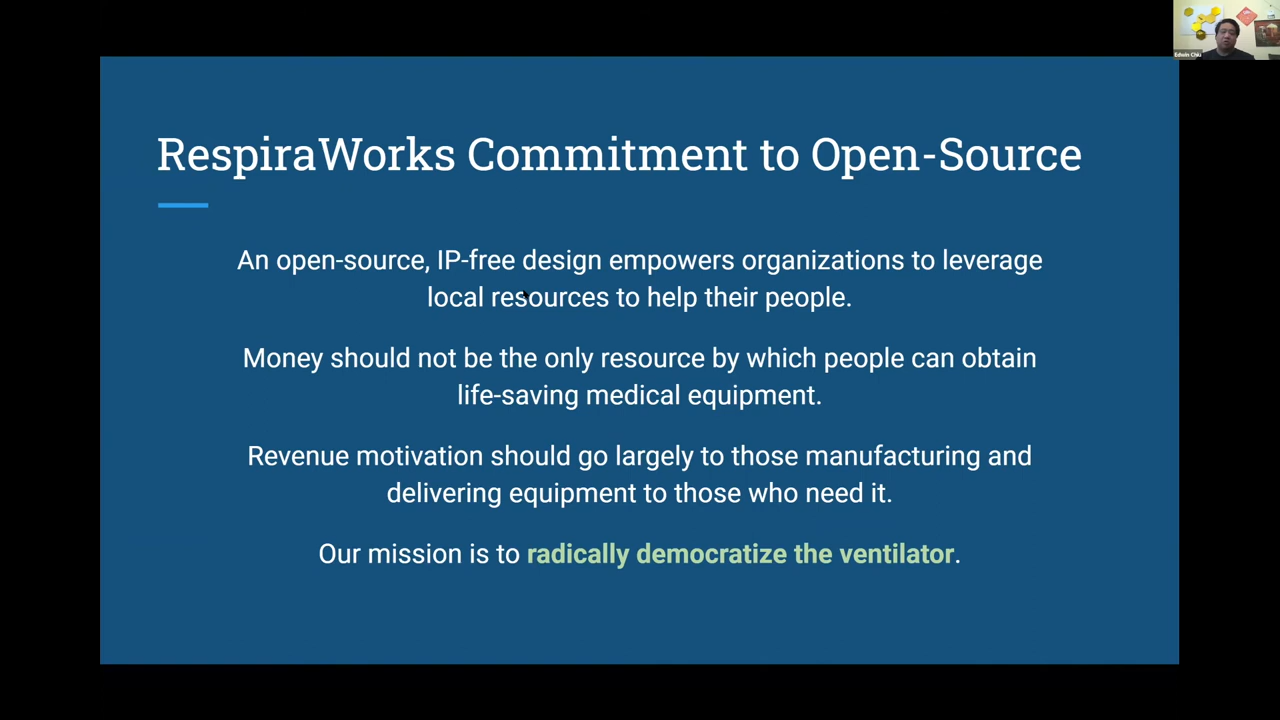 RespiraWorks Commitment to Open-Source
An open-source, IP-free design empowers organizations to leverage
local resources to help their people.
Money should not be the only resource by which people can obtain
life-saving medical equipment.
Revenue motivation should go largely to those manufacturing and
delivering equipment to those who need it.
Our mission is to radically democratize the ventilator.
Edwin Chiu